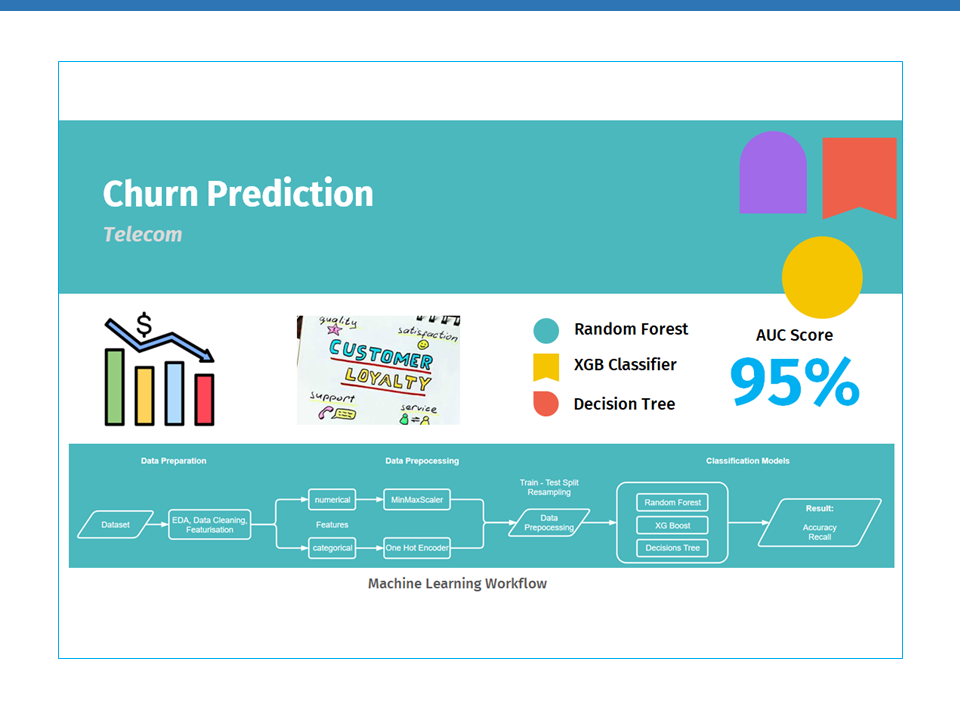 Churn Prediction
Telecom
$
quality
satisfaction
CUSTOMER
LOYALTY
support
service
Random Forest
XGB Classifier
Decision Tree
AUC Score
95%
Data Preparation
Data Prepocessing
Classification Models
Dataset
EDA, Data Cleaning,
Featurisation
numerical
MinMaxScaler
Features
categorical
One Hot Encoder
Train - Test Split
Resampling
Data
Prepocessing
Random Forest
XG Boost
Decisions Tree
Result:
Accuracy
Recall
Machine Learning Workflow